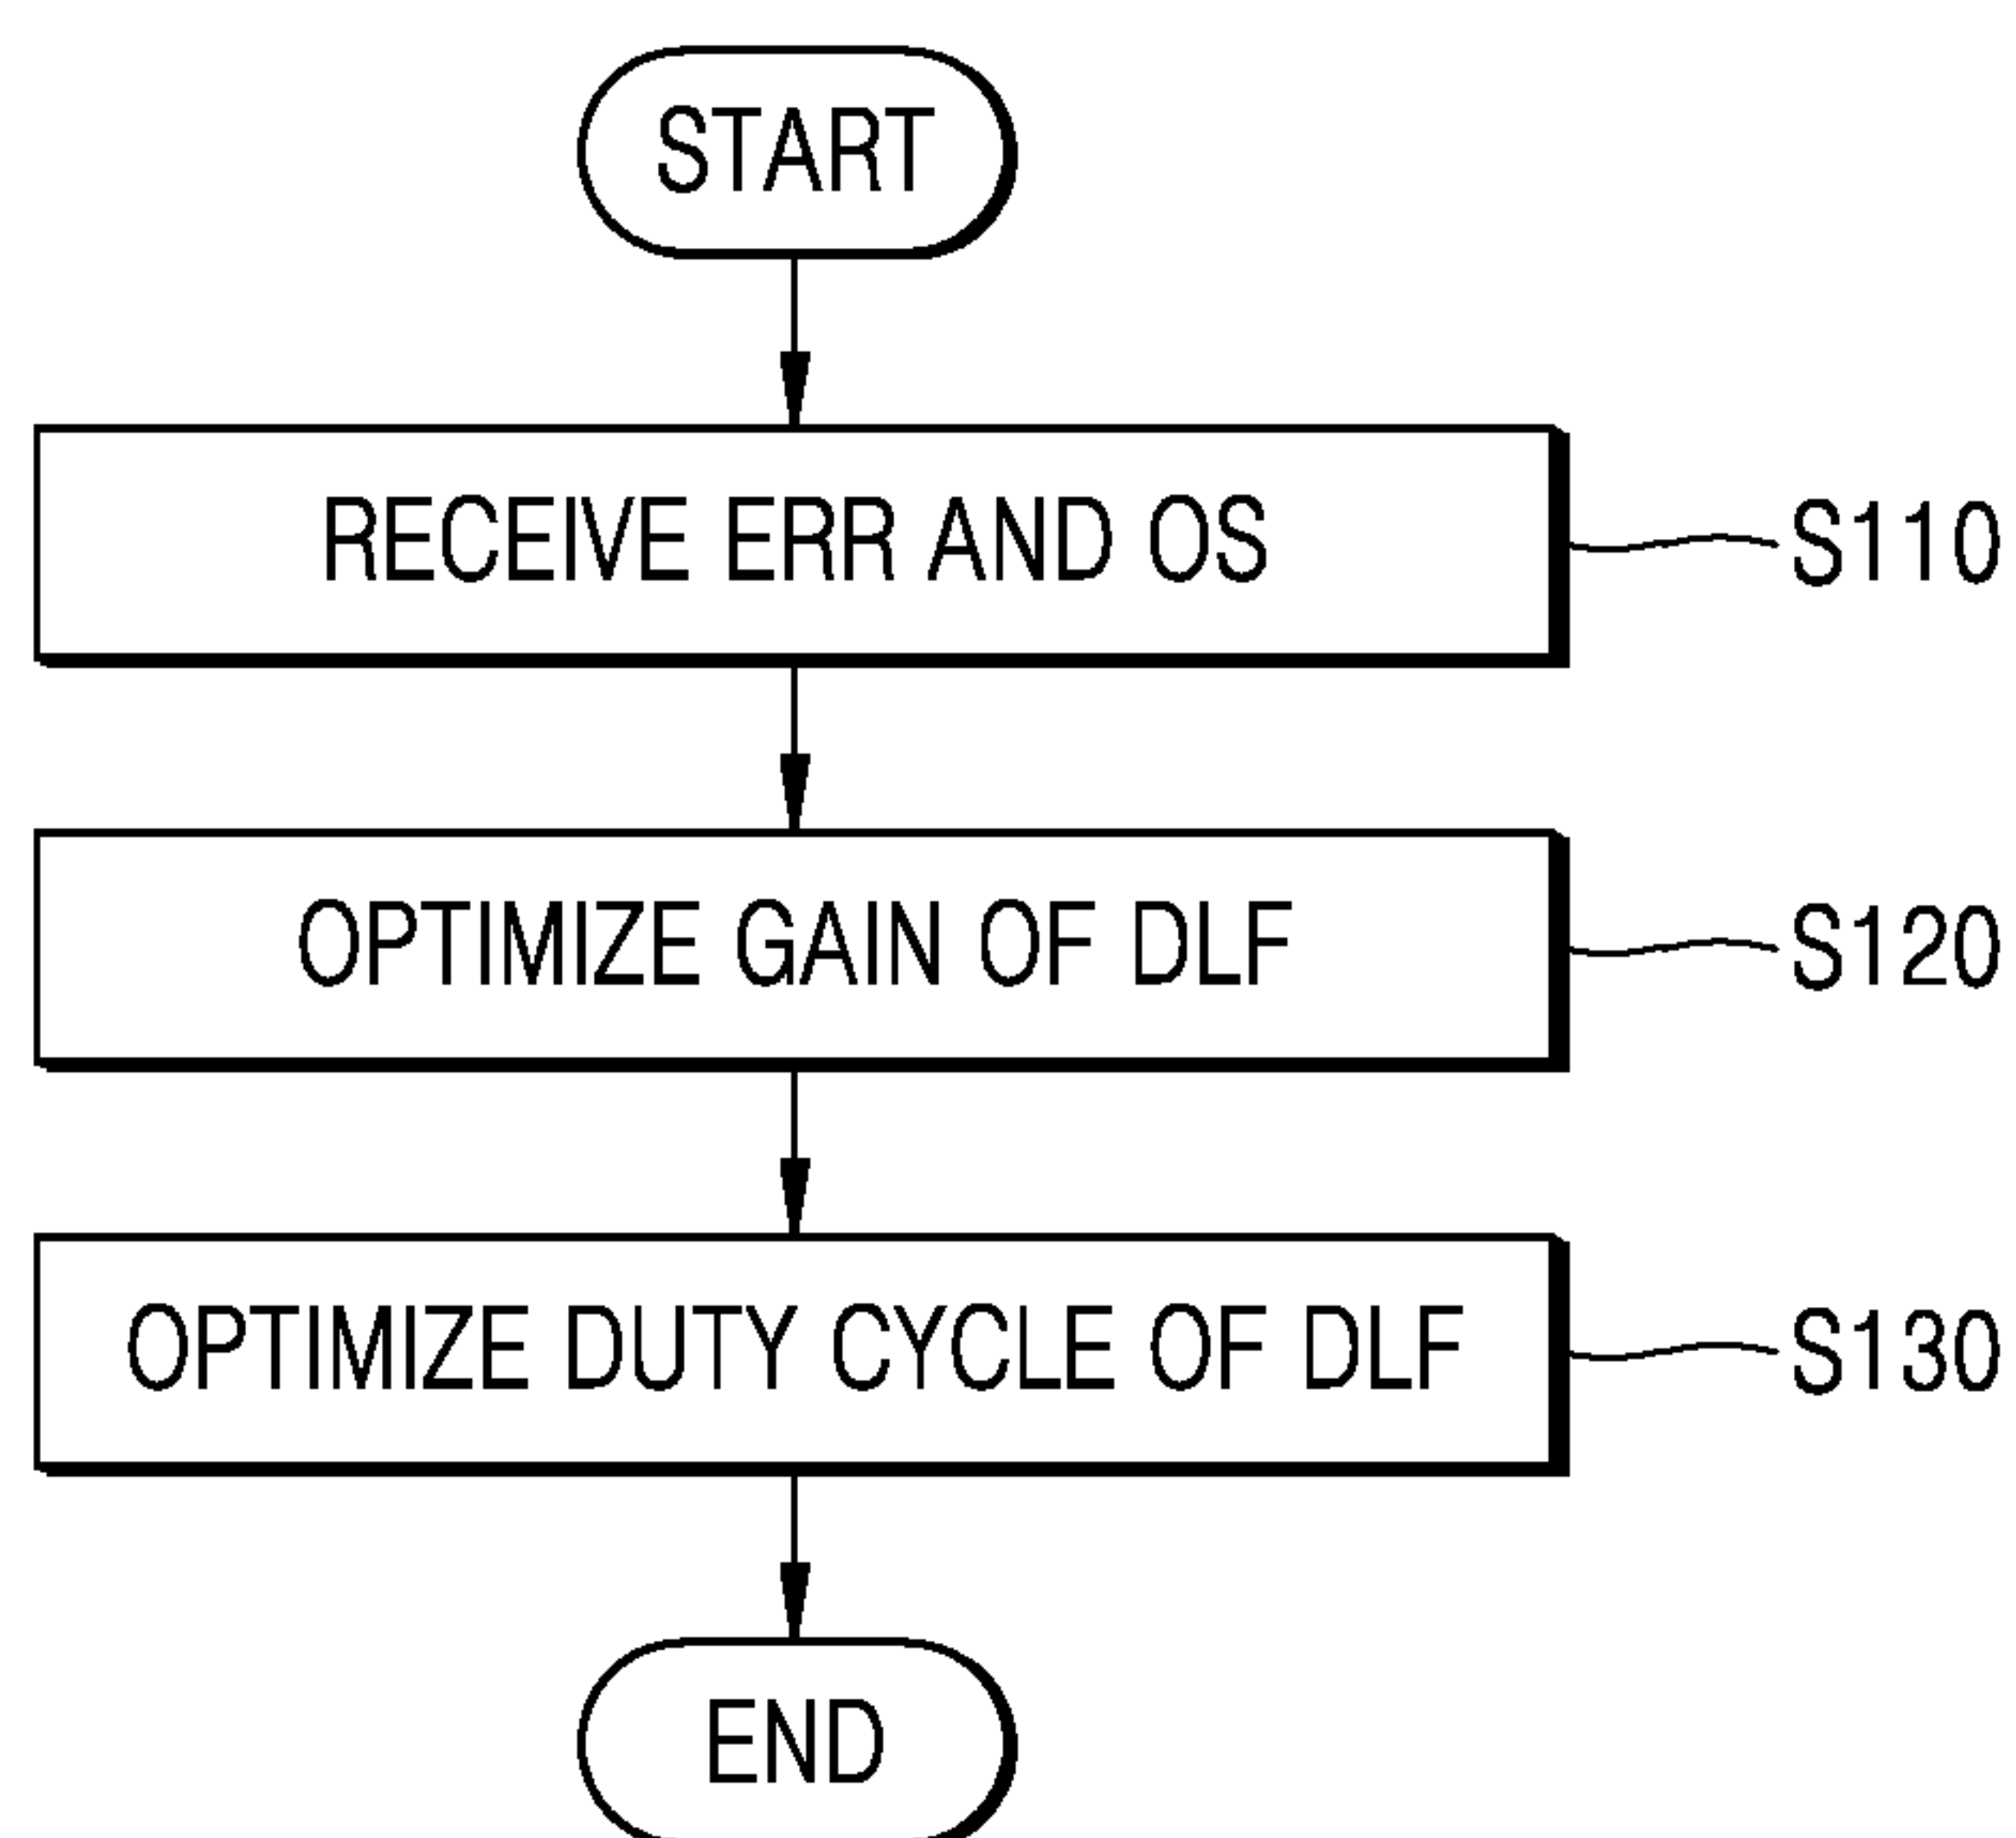 START
RECEIVE ERR AND OS
S110
OPTIMIZE GAIN OF DLF
S120
OPTIMIZE DUTY CYCLE OF DLF
S130
END